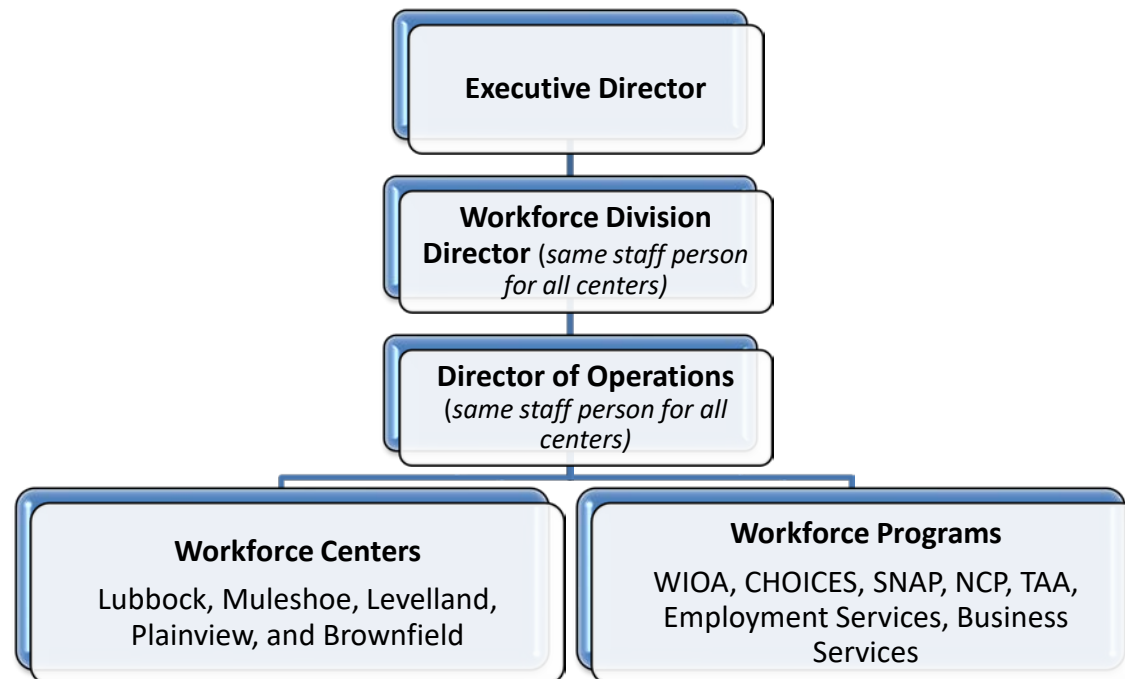 Executive Director
Workforce Division
Director (same staff person
for all centers)
Director of Operations
(same staff person for all
centers)
Workforce Centers
Lubbock, Muleshoe, Levelland,
Plainview, and Brownfield
Workforce Programs
WIOA, CHOICES, SNAP, NCP, TAA,
Employment Services, Business
Services